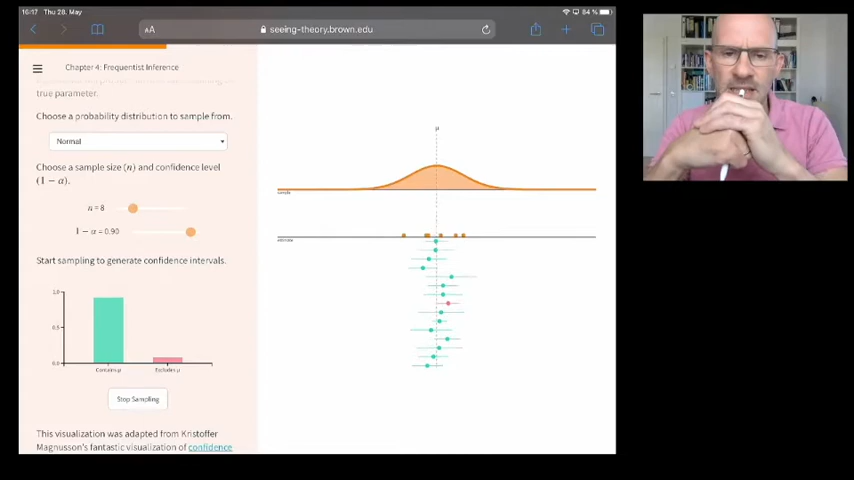 10:17 Thu 28. May
84 %
AA
seeing-theory.brown.edu
Chapter 4: Frequentist Inference
true parameter.
Choose a probability distribution to sample from.
Normal
Choose a sample size (n) and confidence level
(1 − α).
n = 8
1 − α = 0.90
Start sampling to generate confidence intervals.
1.0
0.5
0.0
Contains μ
Excludes μ
Stop Sampling
This visualization was adapted from Kristoffer
Magnusson's fantastic visualization of confidence
μ
sample
estimate